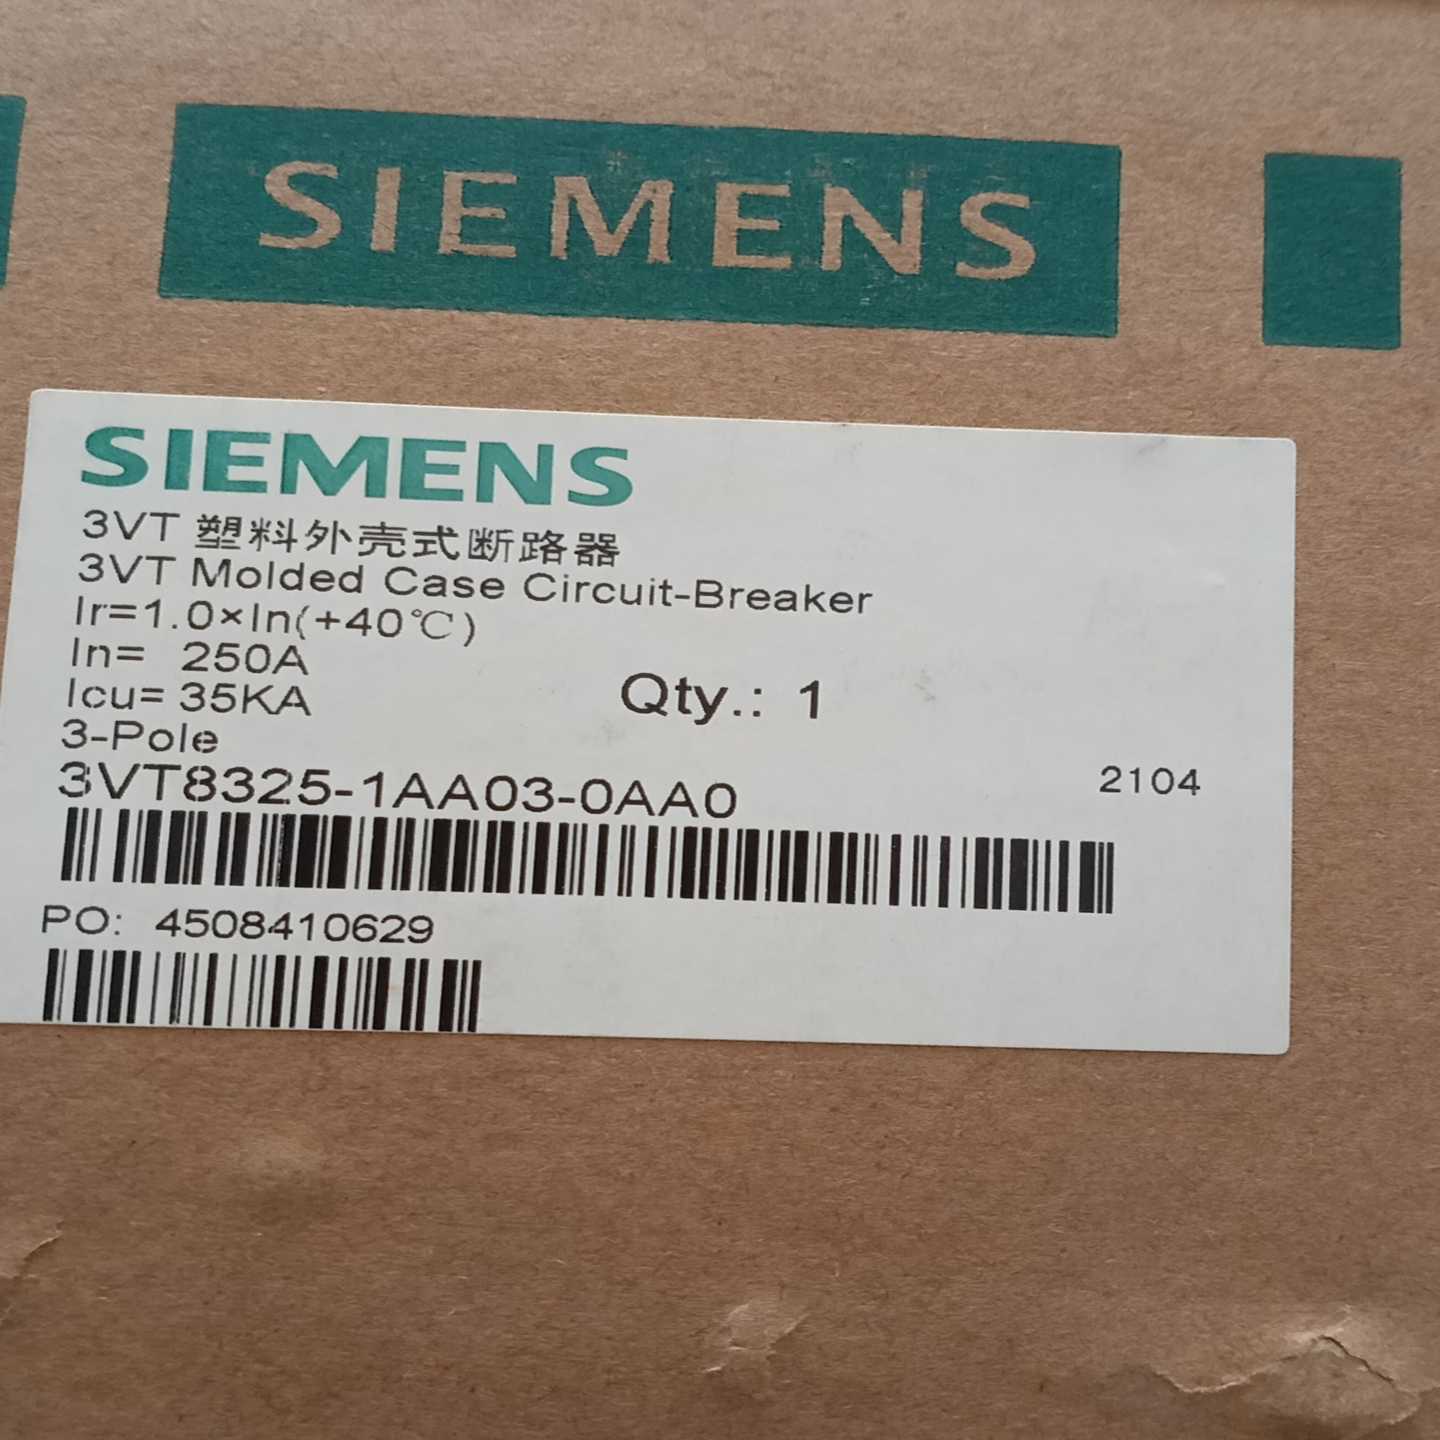 SIEMENS
SIEMENS
3VT 塑料外壳式断路器
3VT Molded Case Circuit-Breaker
Ir=1.0×In(+40℃)
In= 250A
Icu= 35KA
Qty.: 1
3-Pole
3VT8325-1AA03-0AA0
2104
PO: 4508410629